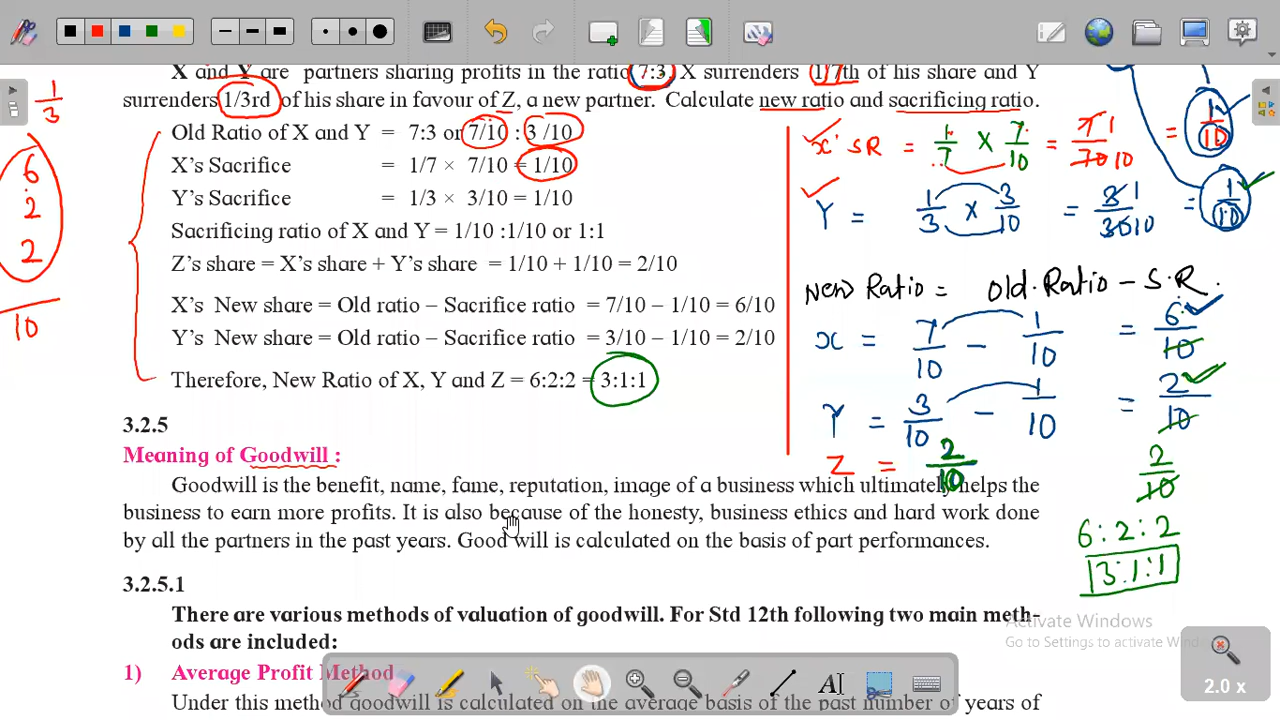 X and Y are partners sharing profits in the ratio 7:3. X surrenders 1/7th of his share and Y
surrenders 1/3rd of his share in favour of Z, a new partner. Calculate new ratio and sacrificing ratio.
Old Ratio of X and Y = 7:3 or 7/10 : 3 /10
X's Sacrifice = 1/7 × 7/10 = 1/10
Y's Sacrifice = 1/3 × 3/10 = 1/10
Sacrificing ratio of X and Y = 1/10 :1/10 or 1:1
Z's share = X's share + Y's share = 1/10 + 1/10 = 2/10
X's New share = Old ratio – Sacrifice ratio = 7/10 – 1/10 = 6/10
Y's New share = Old ratio – Sacrifice ratio = 3/10 – 1/10 = 2/10
Therefore, New Ratio of X, Y and Z = 6:2:2 = 3:1:1
1/3
6
2
2
10
x' SR = 1/7 X 7/10 = 7 1/70 10 = 1/10
Y = 1/3 x 3/10 = 3 1/30 10 = 1/10
New Ratio = Old Ratio – S.R.
x = 7/10 – 1/10 = 6/10
Y = 3/10 – 1/10 = 2/10
Z = 2/10
2/10
6:2:2
3:1:1
3.2.5
Meaning of Goodwill :
Goodwill is the benefit, name, fame, reputation, image of a business which ultimately helps the
business to earn more profits. It is also because of the honesty, business ethics and hard work done
by all the partners in the past years. Good will is calculated on the basis of part performances.
3.2.5.1
There are various methods of valuation of goodwill. For Std 12th following two main meth-
ods are included:
1) Average Profit Method
Under this method goodwill is calculated on the average basis of the past number of years of
Activate Windows
Go to Settings to activate Windows
2.0 x